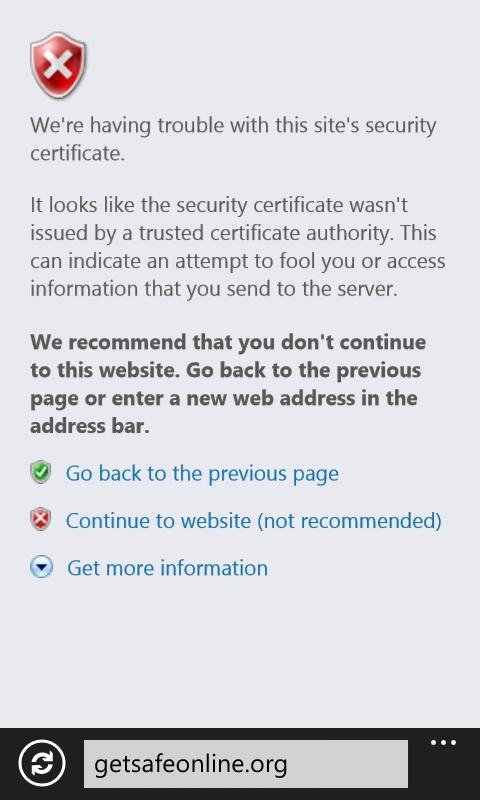 We're having trouble with this site's security
certificate.
It looks like the security certificate wasn't
issued by a trusted certificate authority. This
can indicate an attempt to fool you or access
information that you send to the server.
We recommend that you don't continue
to this website. Go back to the previous
page or enter a new web address in the
address bar.
Go back to the previous page
Continue to website (not recommended)
Get more information
getsafeonline.org